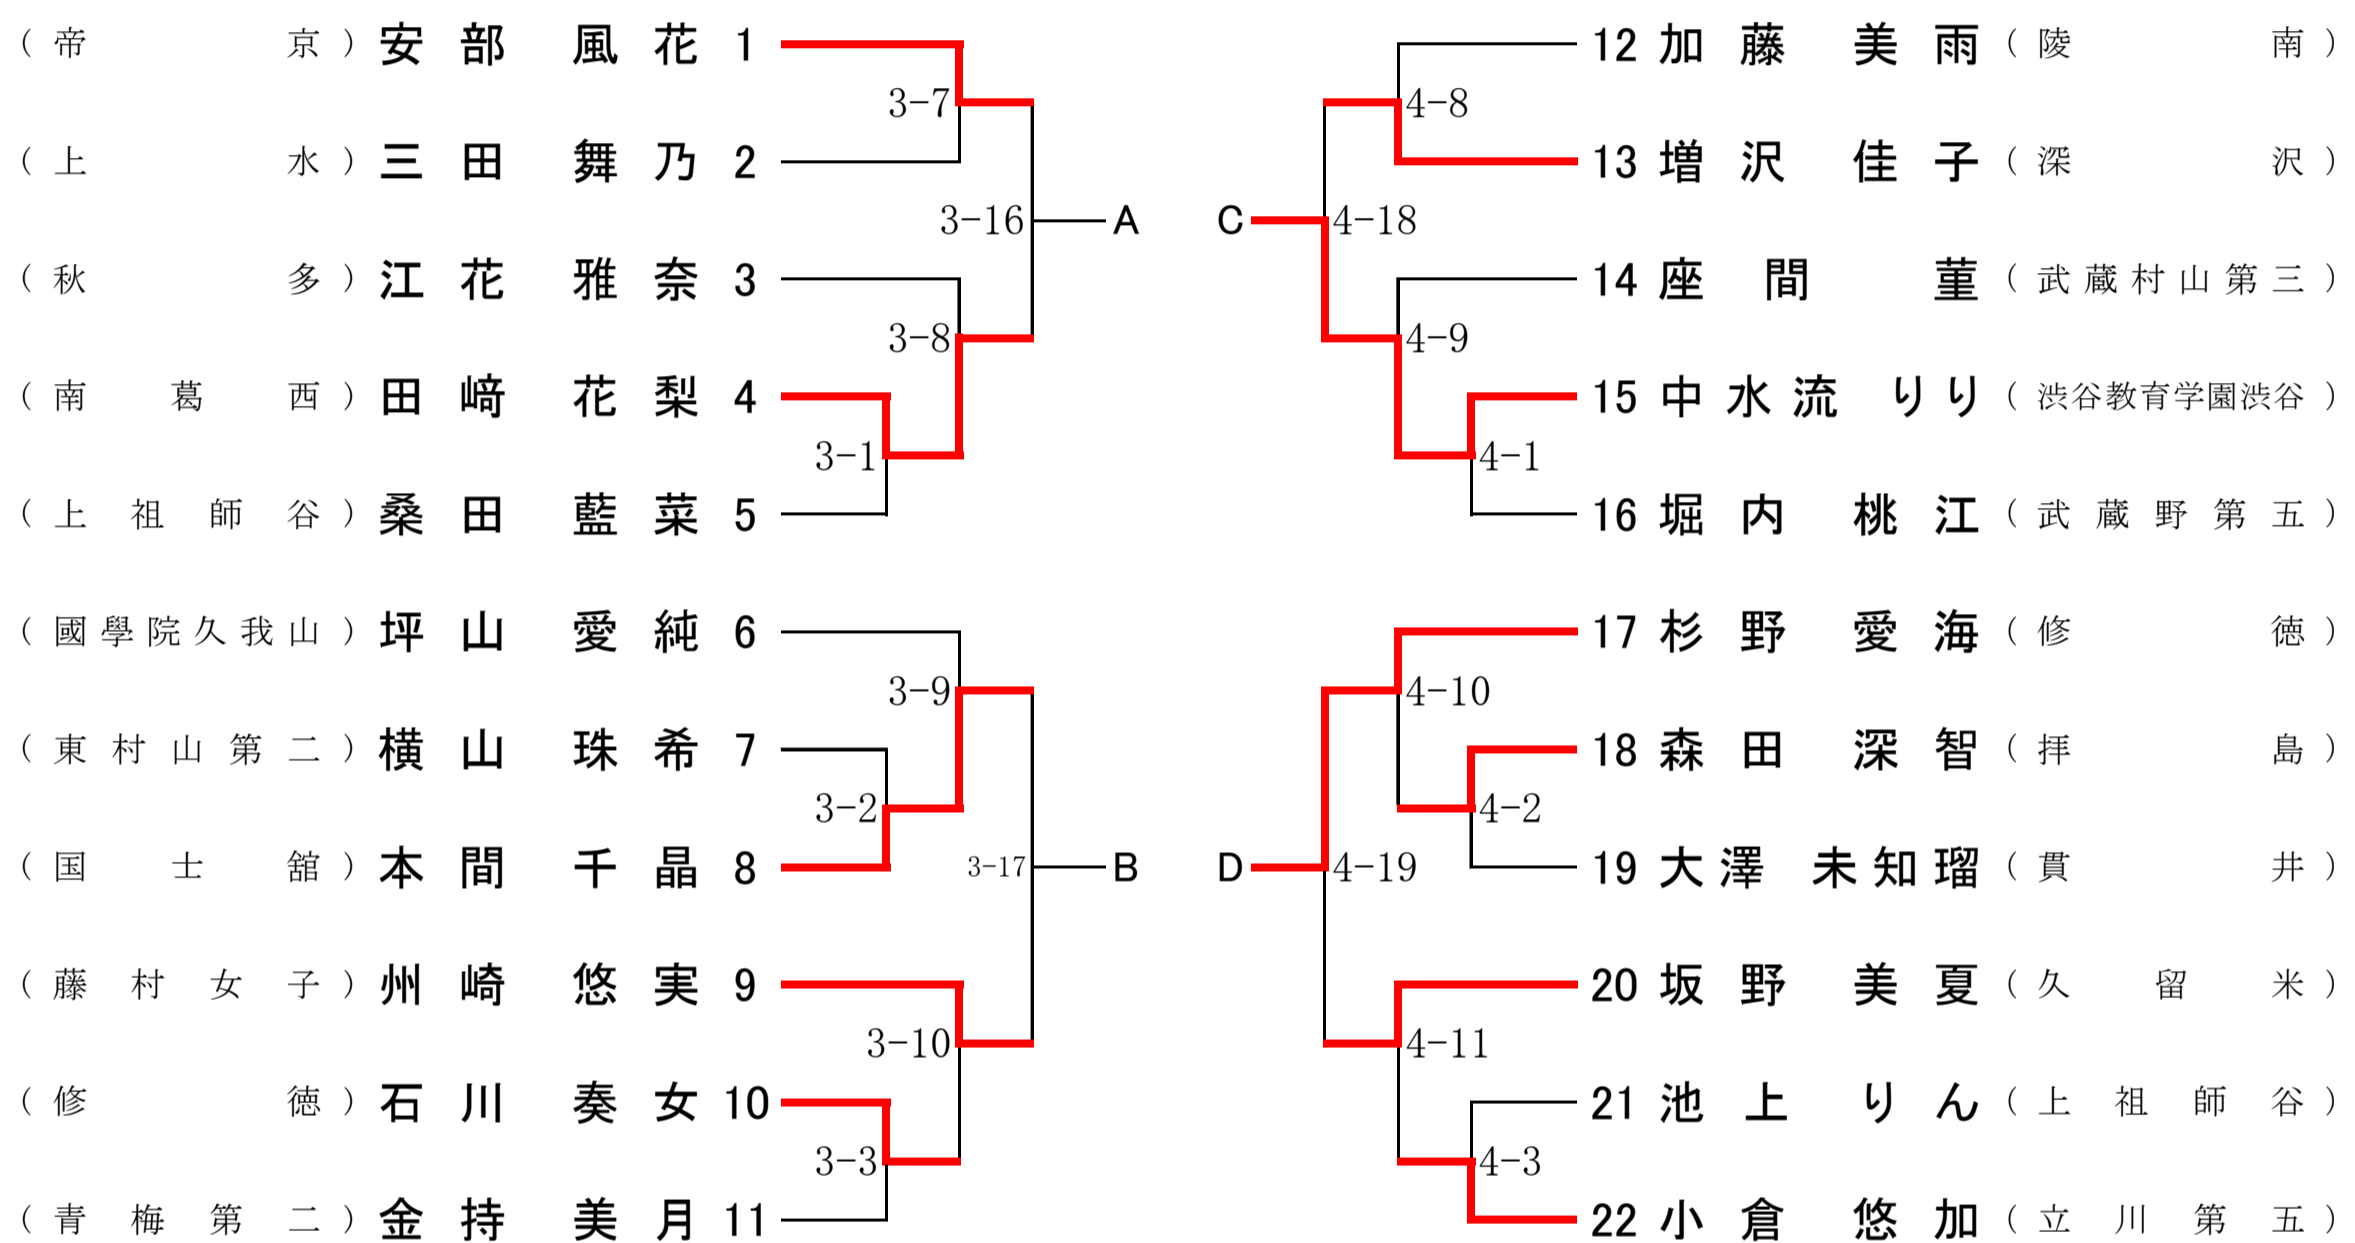 (帝京) 安部 風花 1
3-7
(上水) 三田 舞乃 2
3-16 A
(秋多) 江花 雅奈 3
3-8
(南葛西) 田﨑 花梨 4
3-1
(上祖師谷) 桑田 藍菜 5
(國學院久我山) 坪山 愛純 6
3-9
(東村山第二) 横山 珠希 7
3-2
(国士舘) 本間 千晶 8
3-17 B
(藤村女子) 州崎 悠実 9
3-10
(修徳) 石川 奏女 10
3-3
(青梅第二) 金持 美月 11
12 加藤 美雨 (陵南)
4-8
13 増沢 佳子 (深沢)
C 4-18
14 座間 菫 (武蔵村山第三)
4-9
15 中水流 りり (渋谷教育学園渋谷)
4-1
16 堀内 桃江 (武蔵野第五)
17 杉野 愛海 (修徳)
4-10
18 森田 深智 (拝島)
4-2
19 大澤 未知瑠 (貫井)
D 4-19
20 坂野 美夏 (久留米)
4-11
21 池上 りん (上祖師谷)
4-3
22 小倉 悠加 (立川第五)